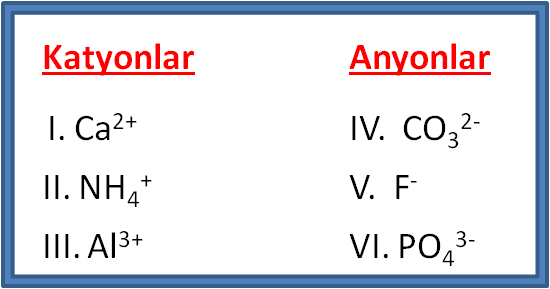 Katyonlar Anyonlar
I. Ca²⁺ IV. CO₃²⁻
II. NH₄⁺ V. F⁻
III. Al³⁺ VI. PO₄³⁻